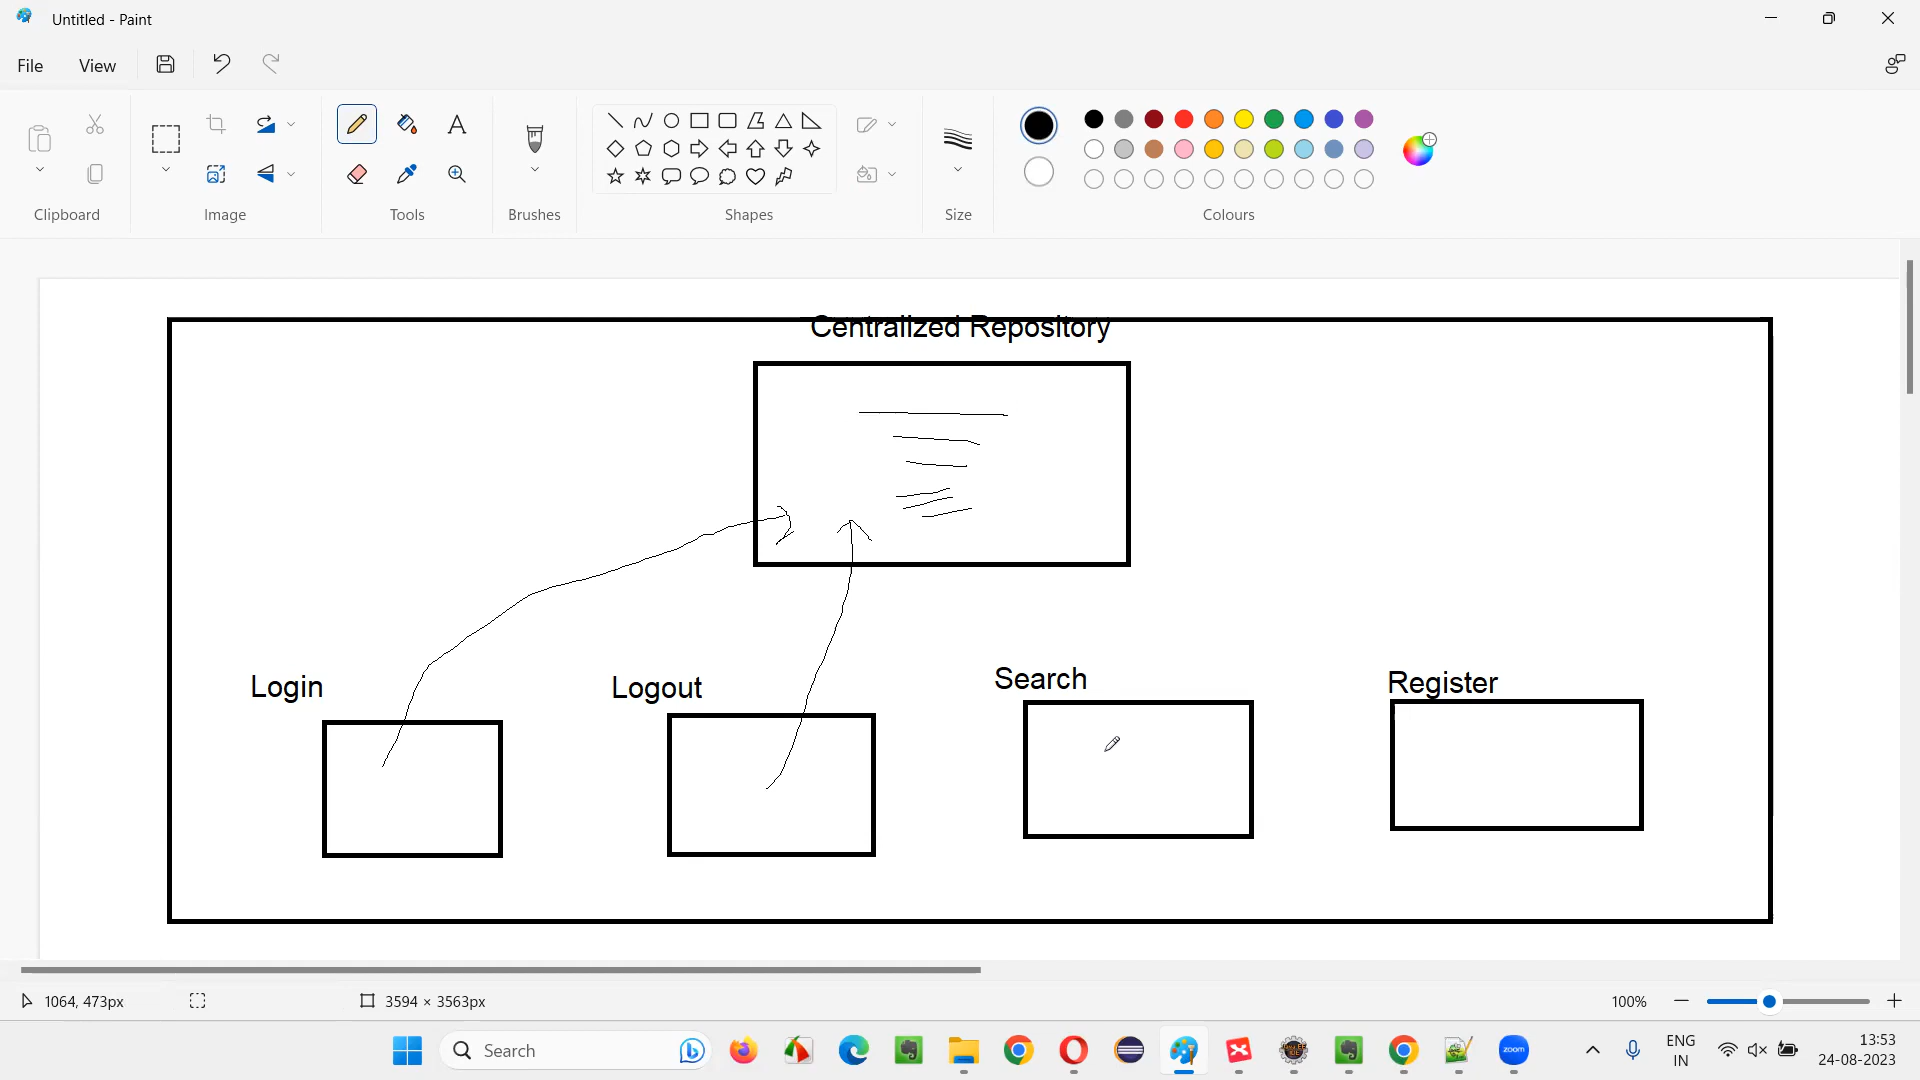 Untitled - Paint
File
View
Clipboard
Image
Tools
Brushes
Shapes
Size
Colours
Centralized Repository
Login
Logout
Search
Register
1064, 473px
3594 × 3563px
100%
Search
zoom
ENG
IN
13:53
24-08-2023